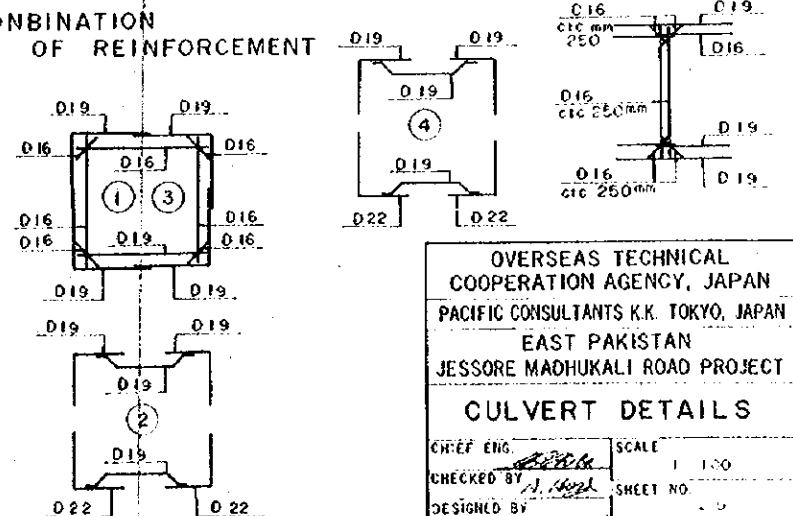 ONBINATION
OF REINFORCEMENT
D19 D19
D16 D16
D16
1 3
D16 D16
D16 D19 D16
D19 D19
D19 D19
D19
2
D19
D22 D22
D19 D19
D19
4
D19
D22 D22
D16 D19
ctc mm
250
D16
D16
ctc 250mm
D19
D16
ctc 250mm
D19
OVERSEAS TECHNICAL
COOPERATION AGENCY, JAPAN
PACIFIC CONSULTANTS K.K. TOKYO, JAPAN
EAST PAKISTAN
JESSORE MADHUKALI ROAD PROJECT
CULVERT DETAILS
CHIEF ENG. SCALE
1 100
CHECKED BY SHEET NO.
DESIGNED BY